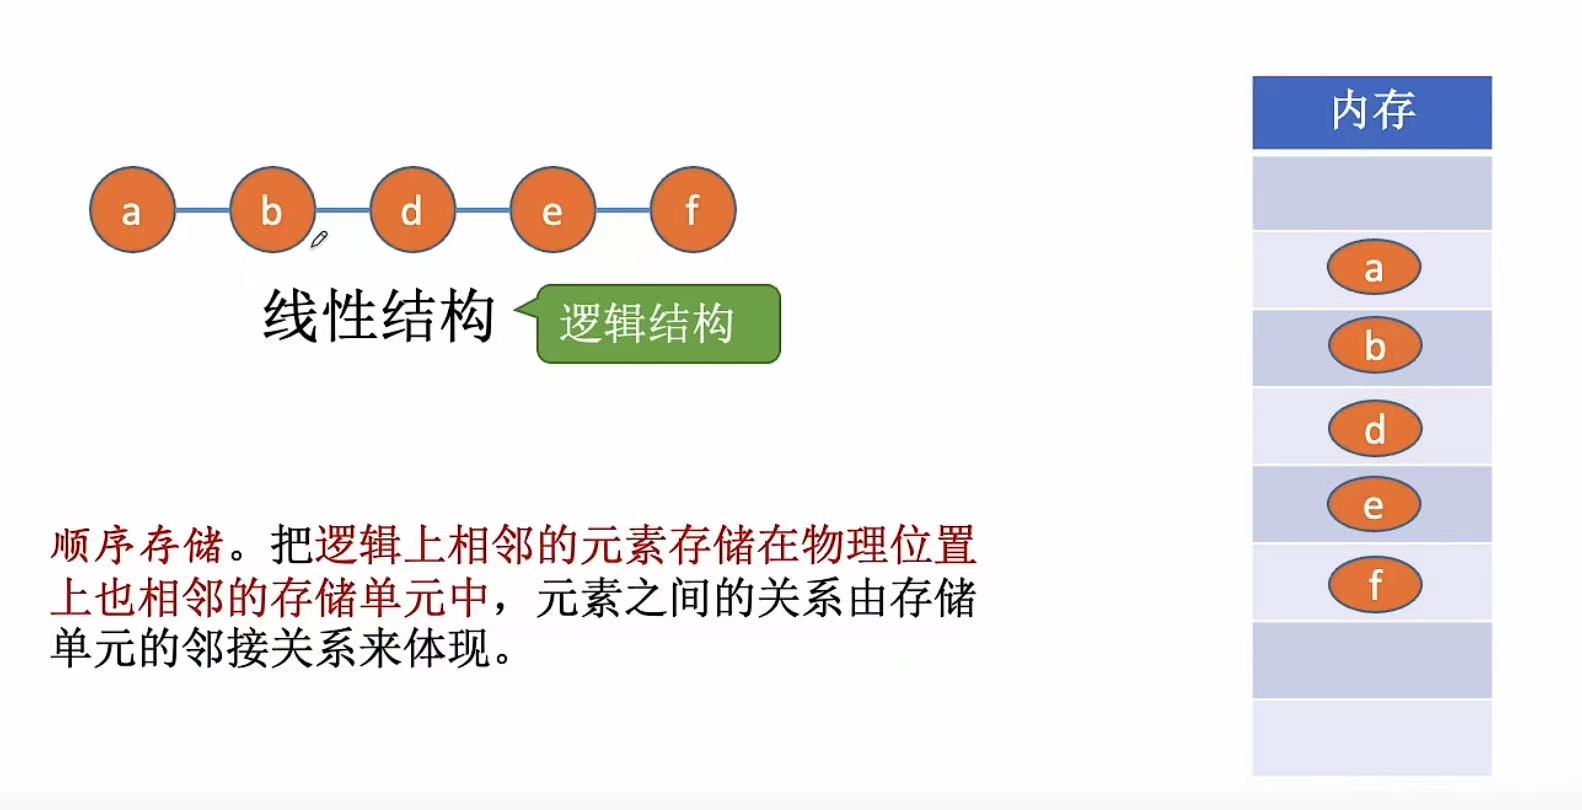 内存
a b d e f
线性结构
逻辑结构
a
b
d
e
f
顺序存储。把逻辑上相邻的元素存储在物理位置
上也相邻的存储单元中，元素之间的关系由存储
单元的邻接关系来体现。